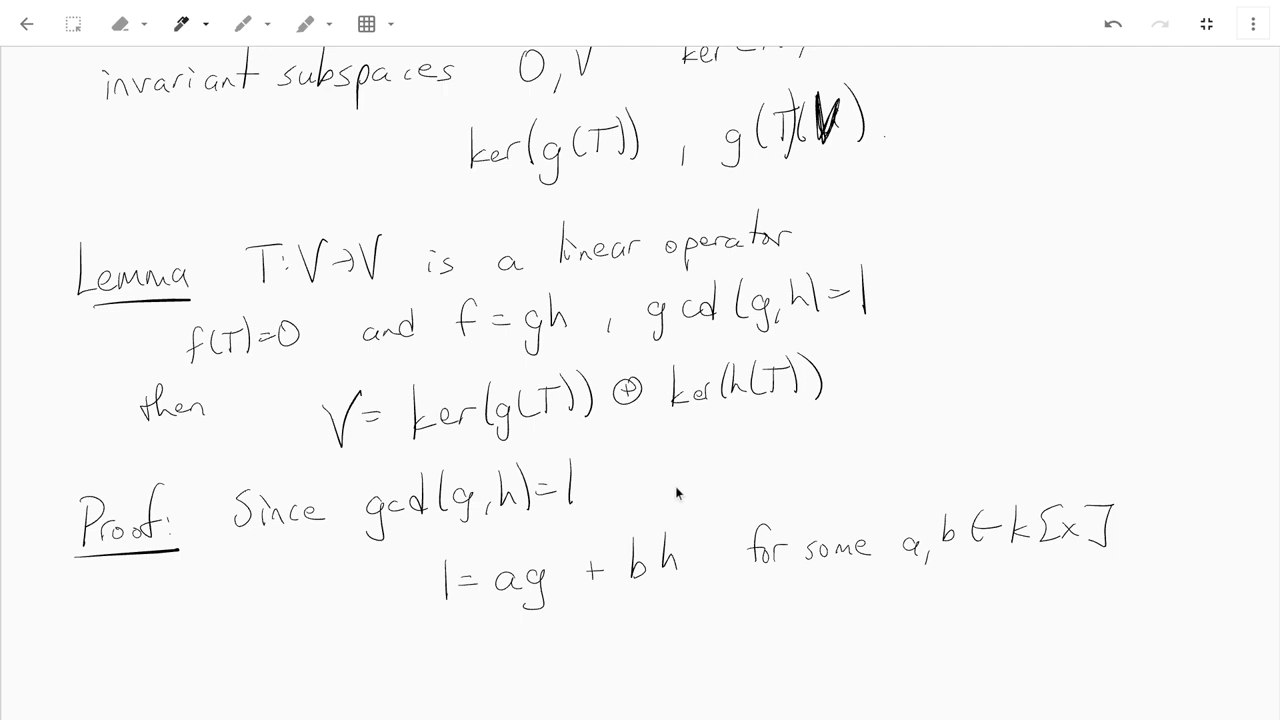 invariant subspaces 0, V ker
ker(g(T)) , g(T)(V).
Lemma T: V → V is a linear operator
f(T)=0 and f = gh , gcd(g,h)=1
then V = ker(g(T)) ⊕ ker(h(T))
Proof: Since gcd(g,h)=1
1 = ag + bh for some a, b ∈ k[x]